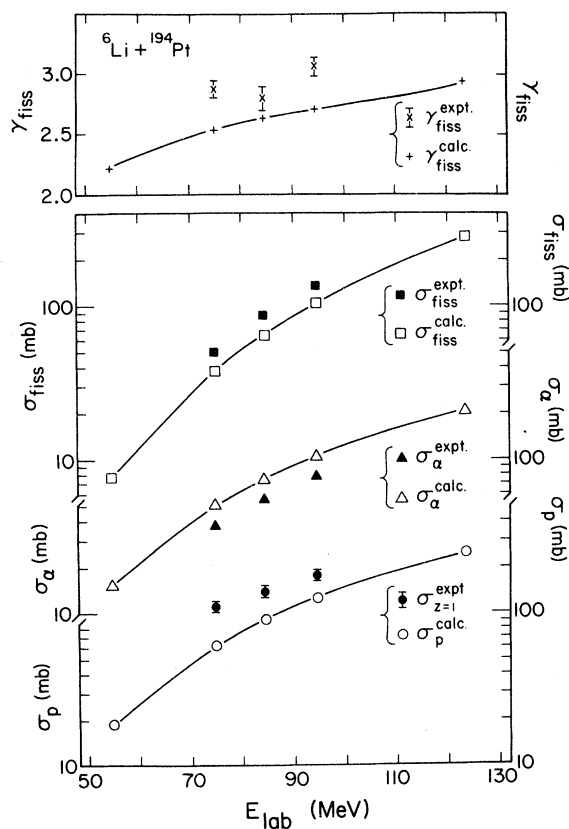 ⁶Li + ¹⁹⁴Pt
γfiss
3.0
2.5
2.0
γfiss
γfiss expt.
γfiss calc.
σfiss (mb)
100
10
σfiss (mb)
100
σfiss expt.
σfiss calc.
σα (mb)
10
σα (mb)
100
σα expt.
σα calc.
σp (mb)
10
σp (mb)
100
10
σz=1 expt
σp calc.
50 70 90 110 130
Elab (MeV)